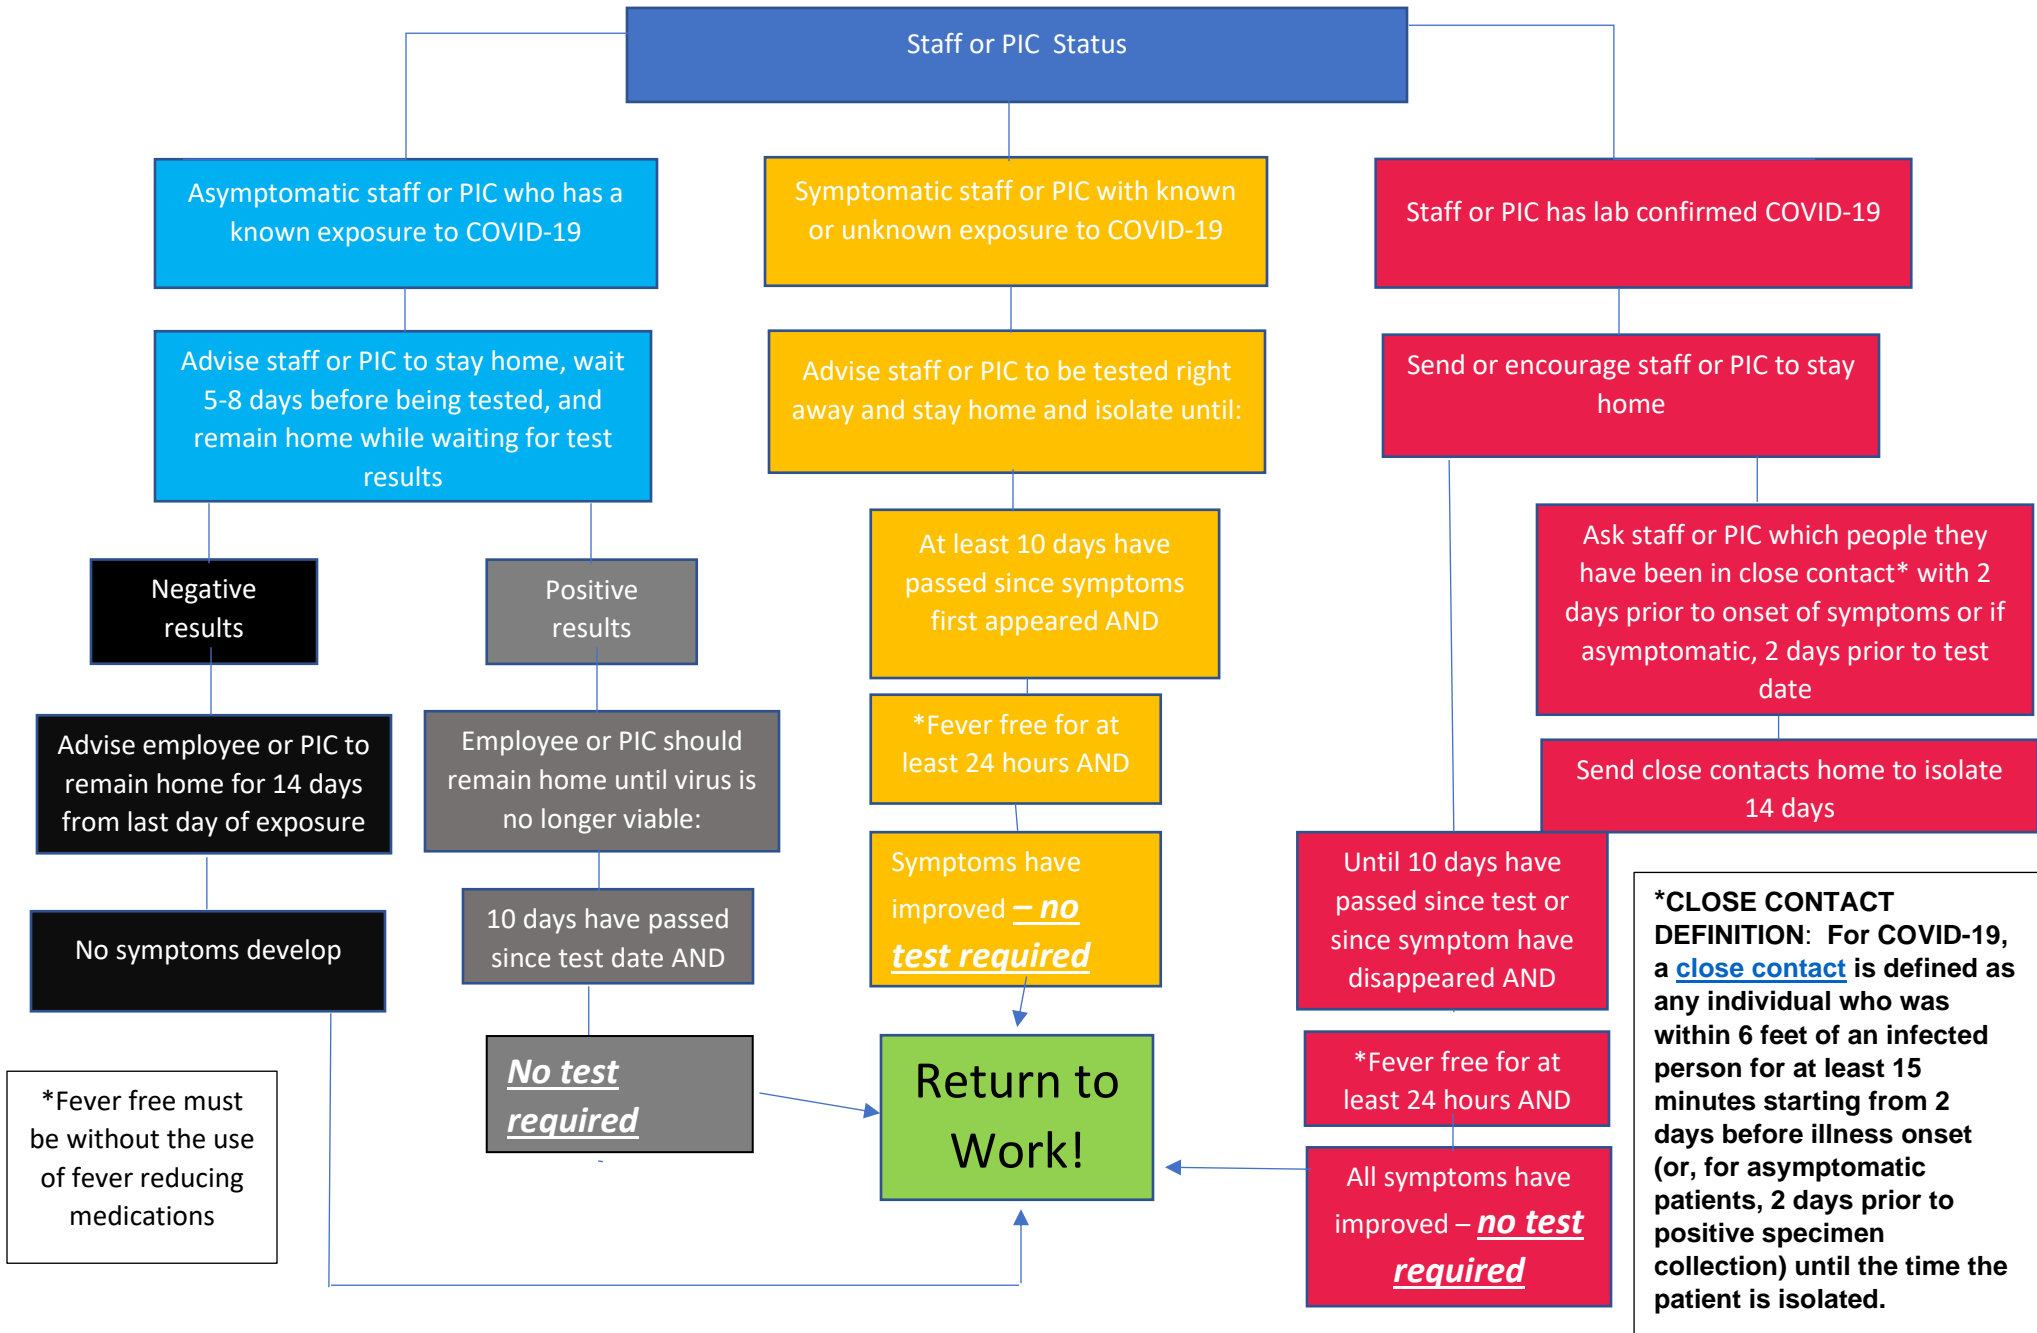 Staff or PIC  Status
Asymptomatic staff or PIC who has a
known exposure to COVID-19
Symptomatic staff or PIC with known
or unknown exposure to COVID-19
Staff or PIC has lab confirmed COVID-19
Advise staff or PIC to stay home, wait
5-8 days before being tested, and
remain home while waiting for test
results
Advise staff or PIC to be tested right
away and stay home and isolate until:
Send or encourage staff or PIC to stay
home
Negative
results
Positive
results
At least 10 days have
passed since symptoms
first appeared AND
Ask staff or PIC which people they
have been in close contact* with 2
days prior to onset of symptoms or if
asymptomatic, 2 days prior to test
date
Advise employee or PIC to
remain home for 14 days
from last day of exposure
Employee or PIC should
remain home until virus is
no longer viable:
*Fever free for at
least 24 hours AND
Send close contacts home to isolate
14 days
No symptoms develop
10 days have passed
since test date AND
Symptoms have
improved – no
test required
Until 10 days have
passed since test or
since symptom have
disappeared AND
*CLOSE CONTACT
DEFINITION:  For COVID-19,
a close contact is defined as
any individual who was
within 6 feet of an infected
person for at least 15
minutes starting from 2
days before illness onset
(or, for asymptomatic
patients, 2 days prior to
positive specimen
collection) until the time the
patient is isolated.
*Fever free must
be without the use
of fever reducing
medications
No test
required
Return to
Work!
*Fever free for at
least 24 hours AND
All symptoms have
improved – no test
required